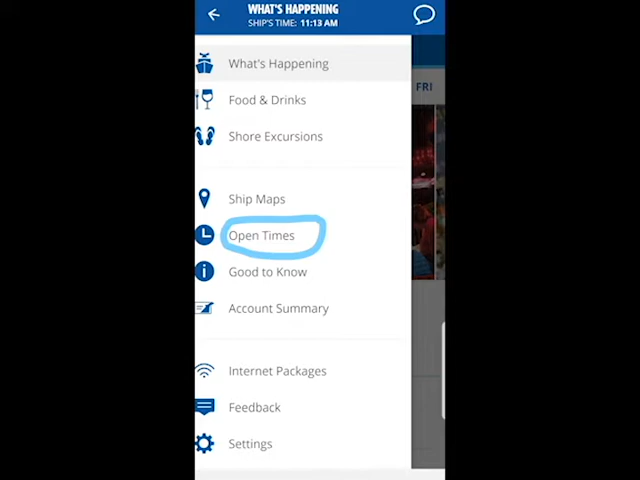 WHAT'S HAPPENING
SHIP'S TIME: 11:13 AM
What's Happening
FRI
Food & Drinks
Shore Excursions
Ship Maps
Open Times
Good to Know
Account Summary
Internet Packages
Feedback
Settings